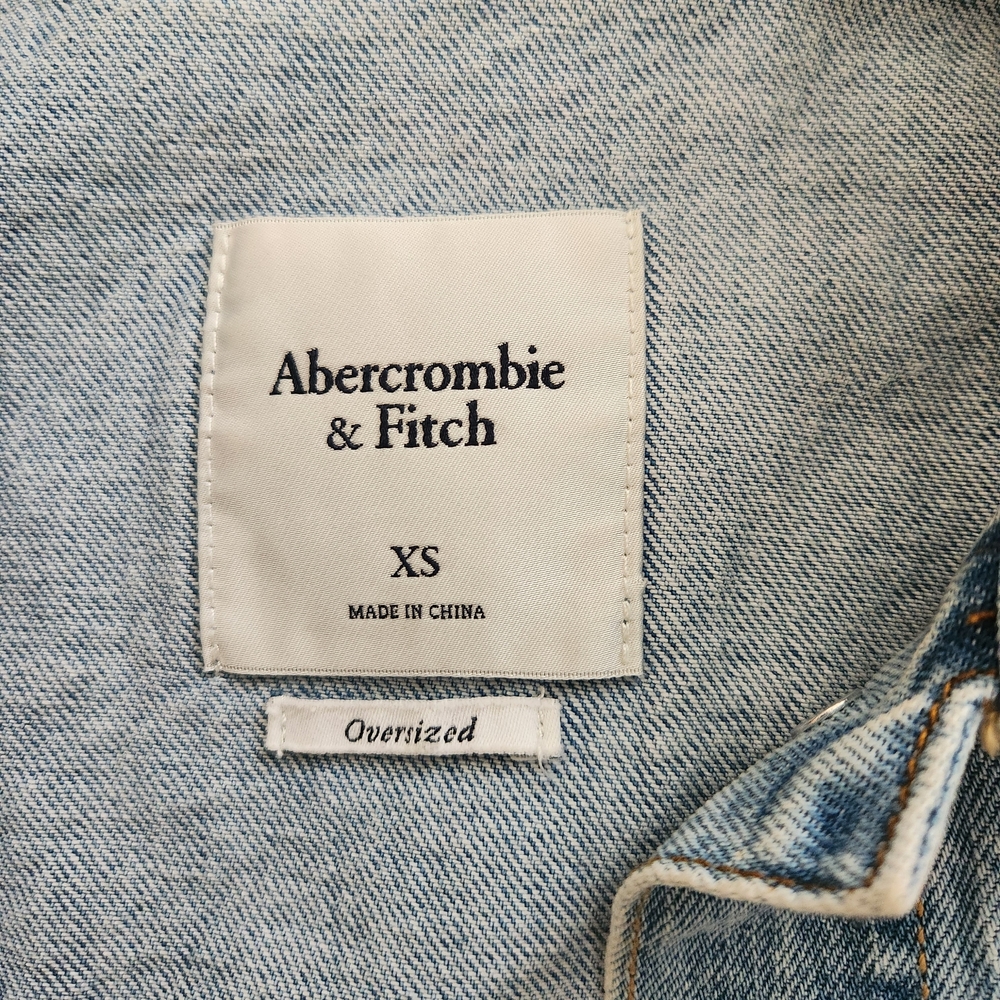 Abercrombie
& Fitch
XS
MADE IN CHINA
Oversized